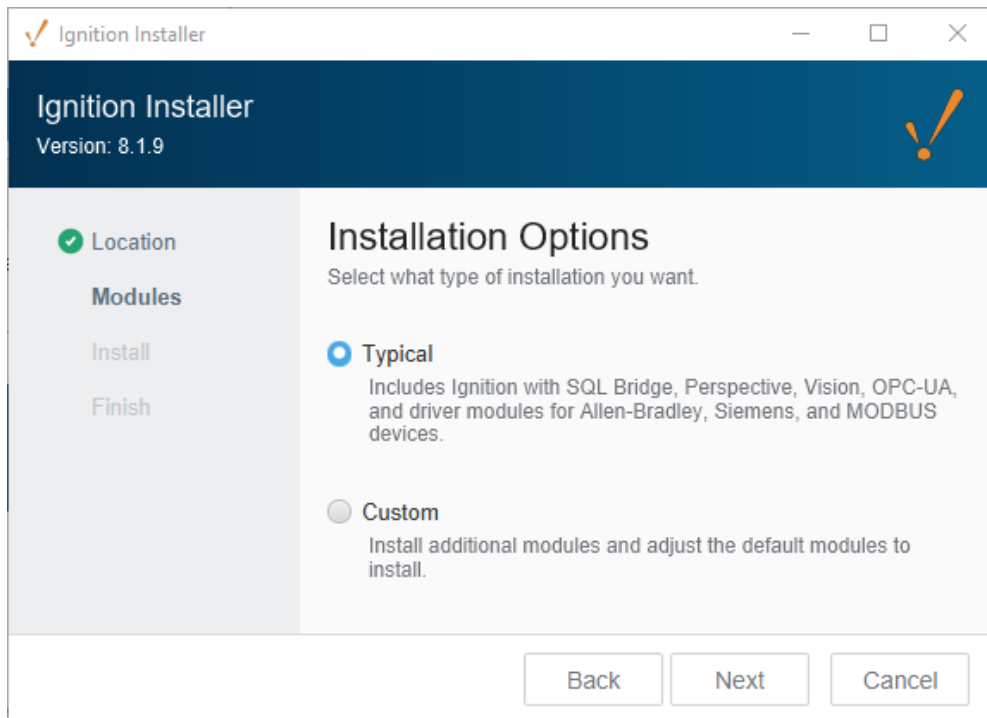 Ignition Installer
Ignition Installer
Version: 8.1.9
Location
Modules
Install
Finish
Installation Options
Select what type of installation you want.
Typical
Includes Ignition with SQL Bridge, Perspective, Vision, OPC-UA,
and driver modules for Allen-Bradley, Siemens, and MODBUS
devices.
Custom
Install additional modules and adjust the default modules to
install.
Back
Next
Cancel